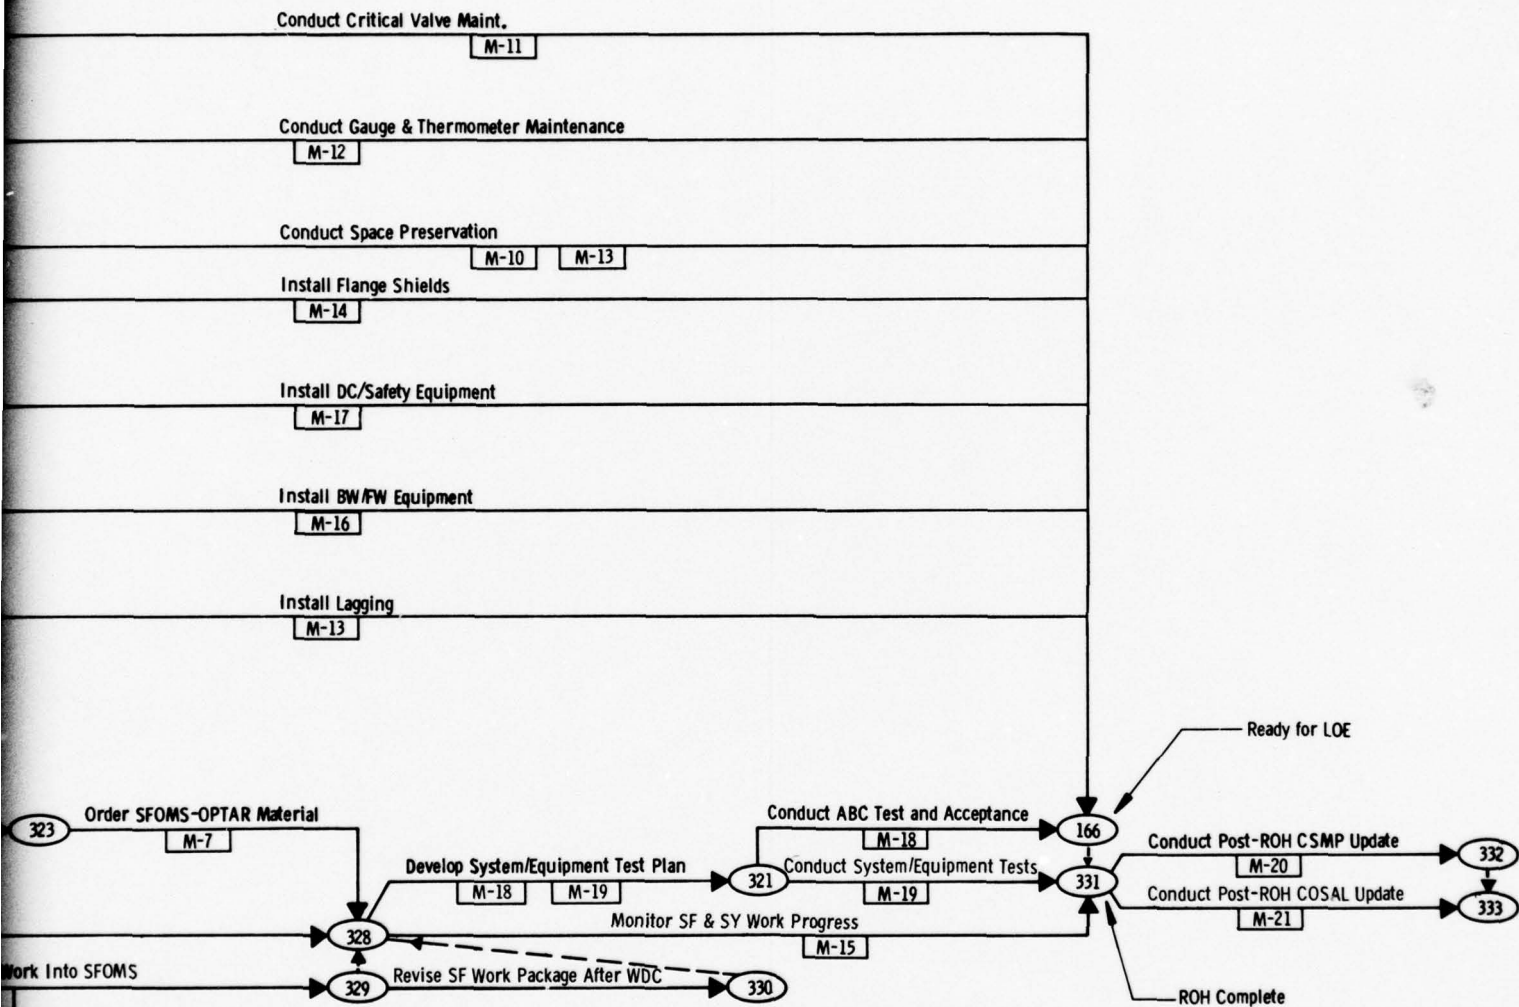 Conduct Critical Valve Maint.
M-11
Conduct Gauge & Thermometer Maintenance
M-12
Conduct Space Preservation
M-10 M-13
Install Flange Shields
M-14
Install DC/Safety Equipment
M-17
Install BW/FW Equipment
M-16
Install Lagging
M-13
Ready for LOE
323
Order SFOMS-OPTAR Material
M-7
Conduct ABC Test and Acceptance
M-18
166
Conduct Post-ROH CSMP Update
M-20
332
Develop System/Equipment Test Plan
M-18 M-19
321
Conduct System/Equipment Tests
M-19
331
Conduct Post-ROH COSAL Update
M-21
333
328
Monitor SF & SY Work Progress
M-15
Work Into SFOMS
329
Revise SF Work Package After WDC
330
ROH Complete